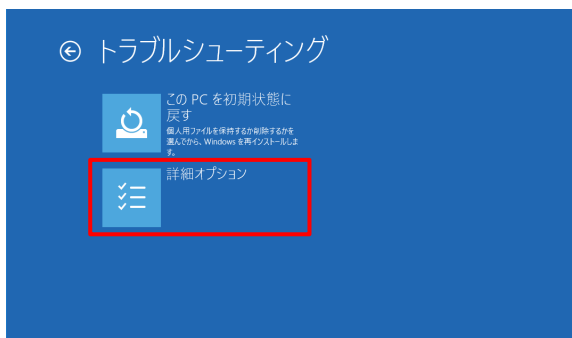 トラブルシューティング
この PC を初期状態に
戻す
個人用ファイルを保持するか削除するかを
選んでから、Windows を再インストールしま
す。
詳細オプション